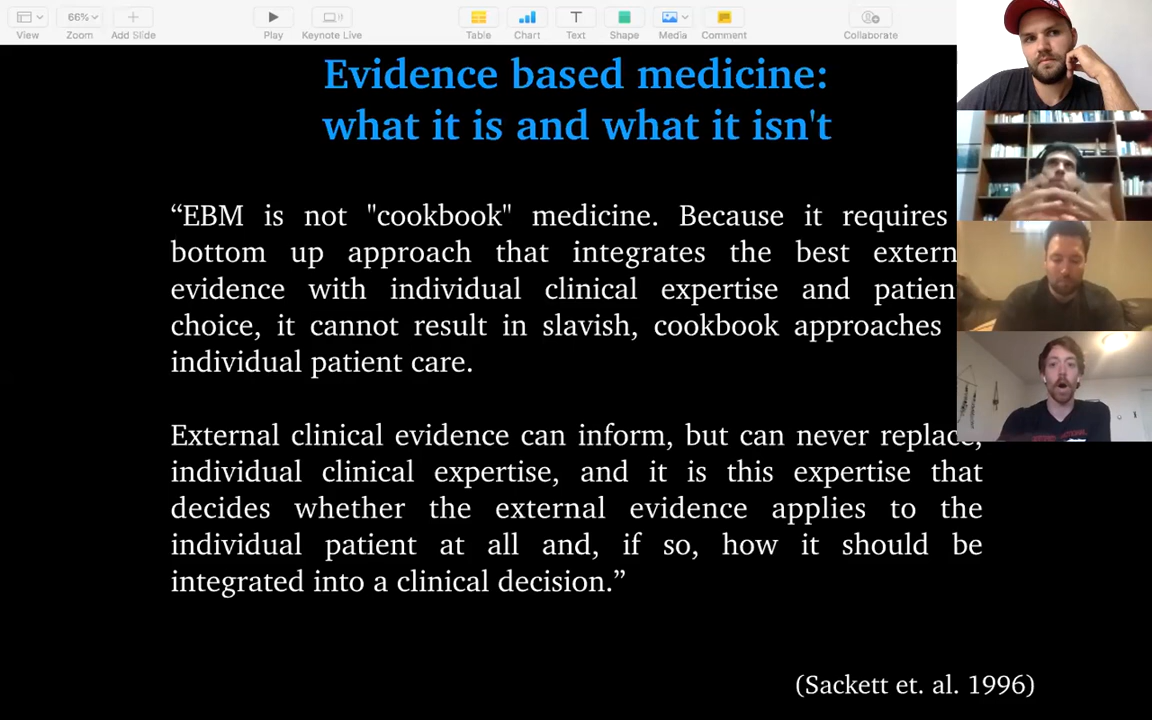 66%
View Zoom Add Slide Play Keynote Live Table Chart Text Shape Media Comment Collaborate
Evidence based medicine:
what it is and what it isn't
“EBM is not "cookbook" medicine. Because it requires
bottom up approach that integrates the best extern
evidence with individual clinical expertise and patien
choice, it cannot result in slavish, cookbook approaches
individual patient care.
External clinical evidence can inform, but can never replace,
individual clinical expertise, and it is this expertise that
decides whether the external evidence applies to the
individual patient at all and, if so, how it should be
integrated into a clinical decision.”
(Sackett et. al. 1996)